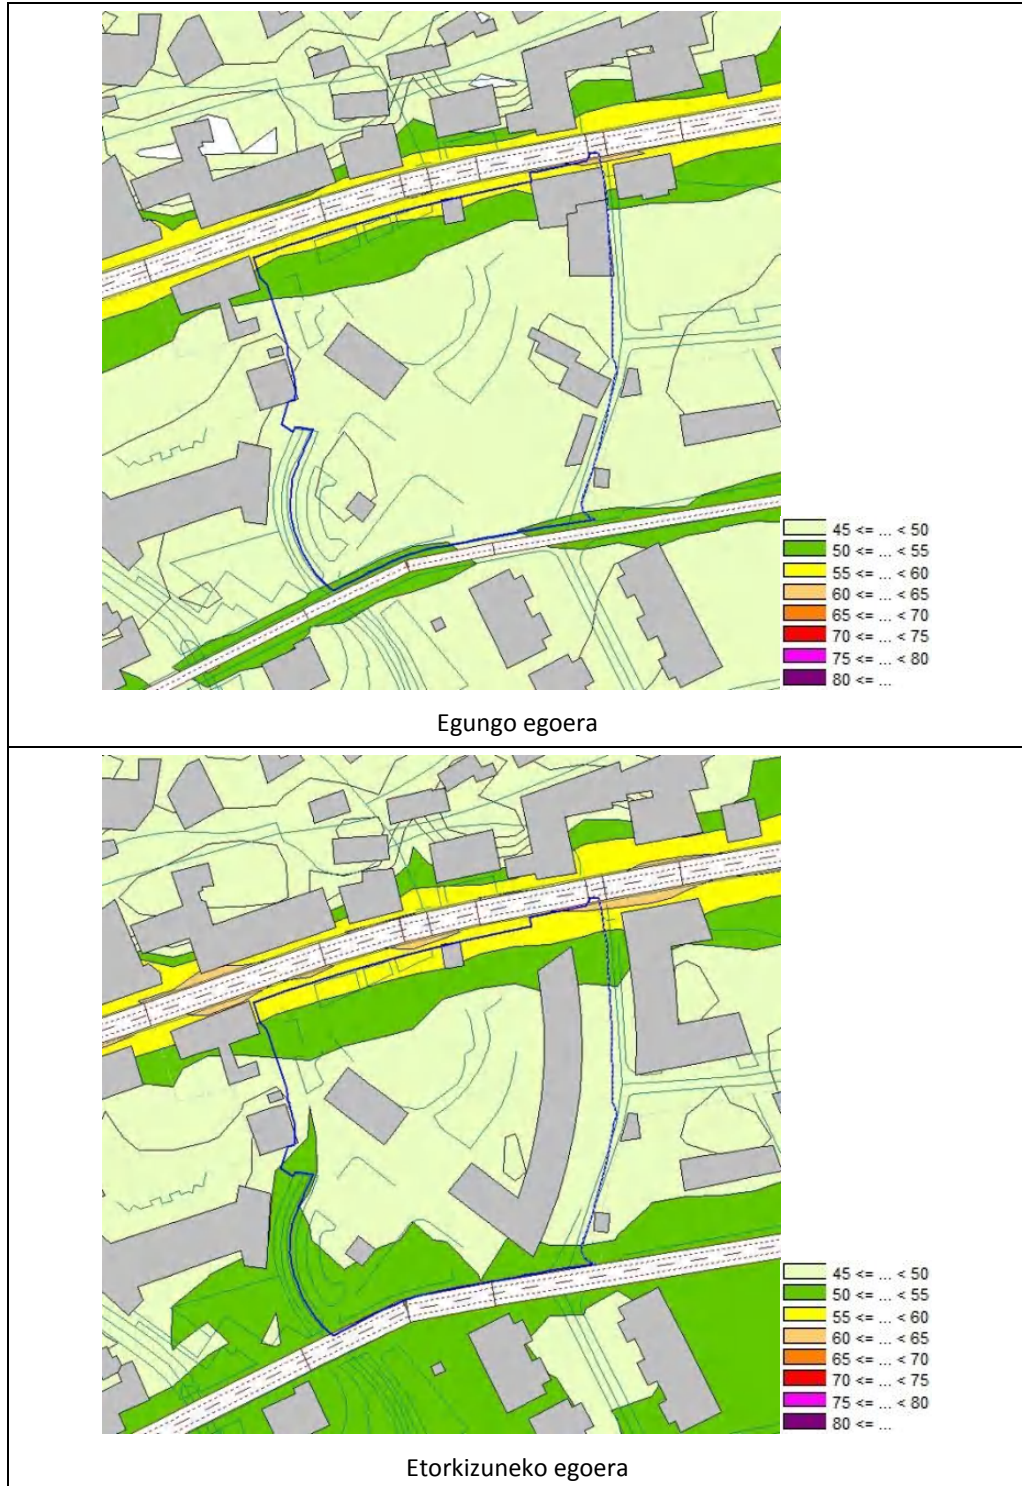 45 <= ... < 50
50 <= ... < 55
55 <= ... < 60
60 <= ... < 65
65 <= ... < 70
70 <= ... < 75
75 <= ... < 80
80 <= ...
Egungo egoera
45 <= ... < 50
50 <= ... < 55
55 <= ... < 60
60 <= ... < 65
65 <= ... < 70
70 <= ... < 75
75 <= ... < 80
80 <= ...
Etorkizuneko egoera